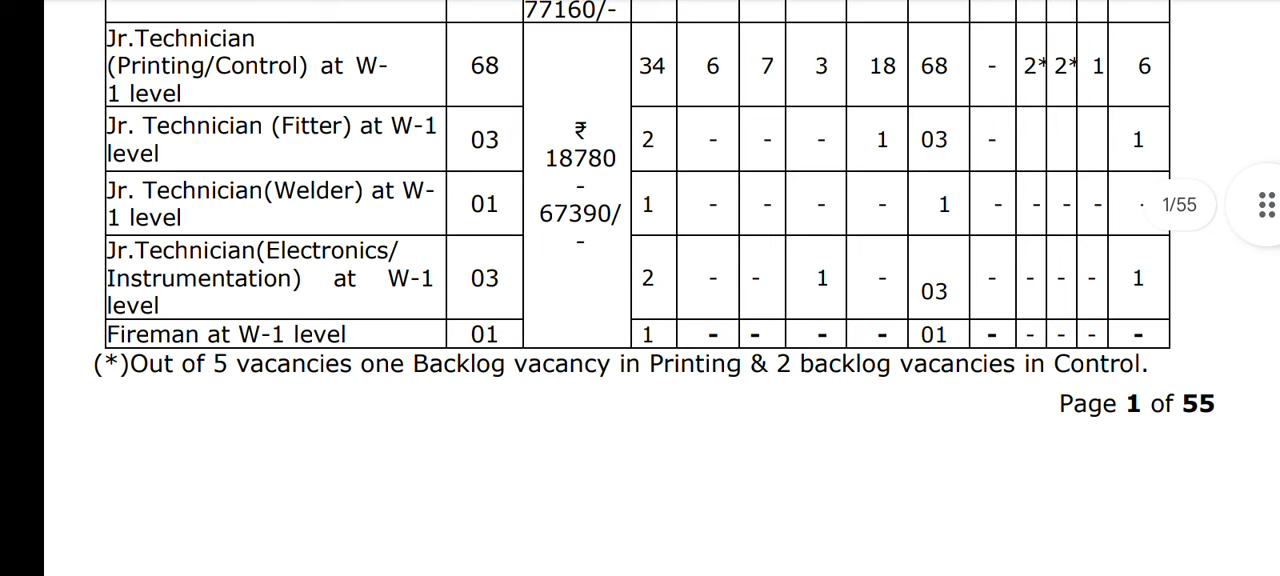 77160/-
Jr.Technician
(Printing/Control) at W-
1 level
68
34 6 7 3 18 68 - 2* 2* 1 6
Jr. Technician (Fitter) at W-1
level
03
2 - - - 1 03 - 1
Jr. Technician(Welder) at W-
1 level
01
1 - - - - 1 - - - -
Jr.Technician(Electronics/
Instrumentation) at W-1
level
03
2 - - 1 - 03 - - - - 1
Fireman at W-1 level 01 1 - - - - 01 - - - - -
₹
18780
-
67390/
-
(*)Out of 5 vacancies one Backlog vacancy in Printing & 2 backlog vacancies in Control.
Page 1 of 55
1/55